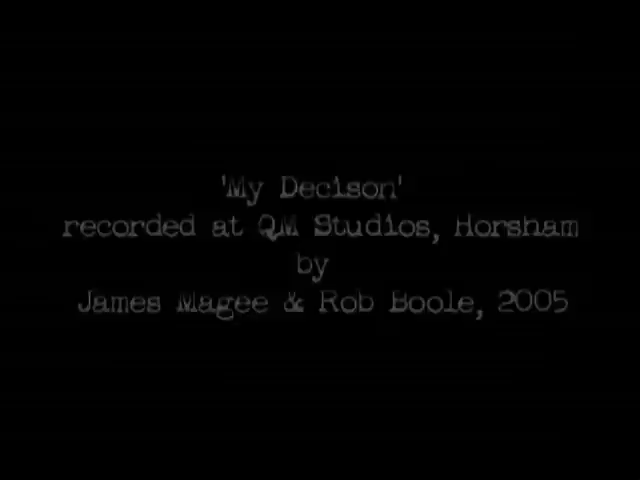 'My Decison'
recorded at QM Studios, Horsham
by
James Magee & Rob Boole, 2005